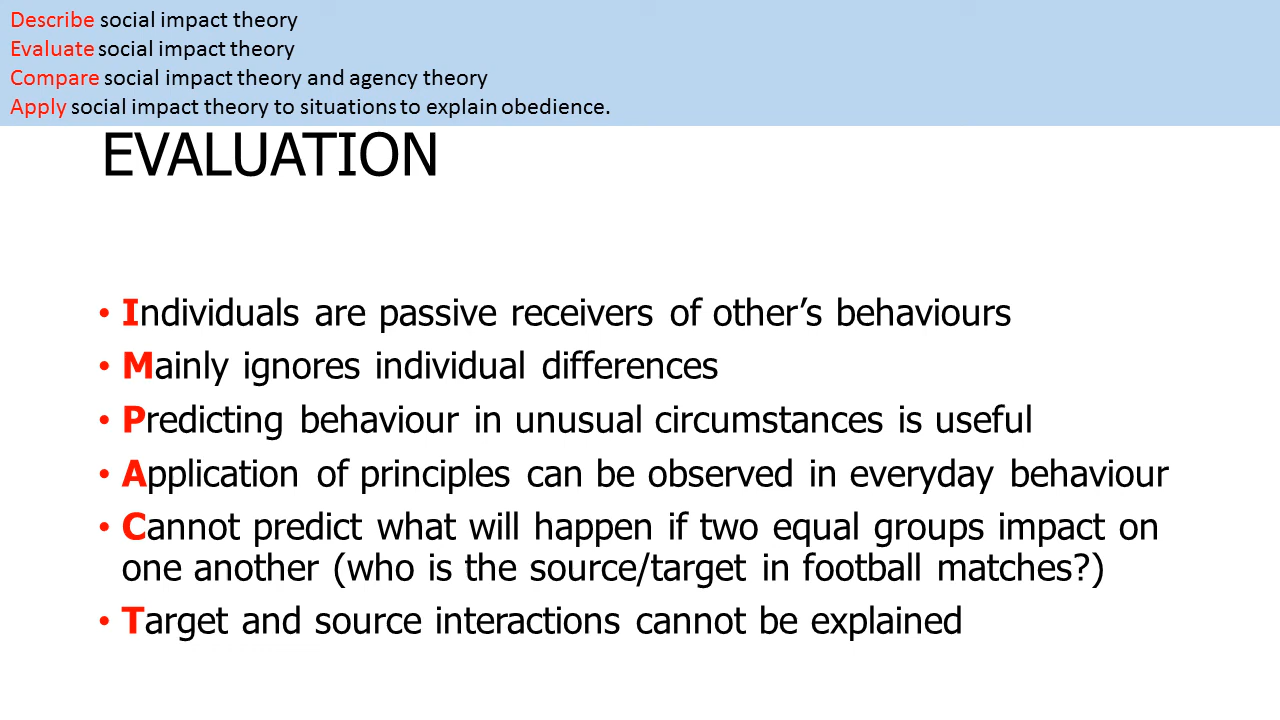 Describe social impact theory
Evaluate social impact theory
Compare social impact theory and agency theory
Apply social impact theory to situations to explain obedience.
EVALUATION
• Individuals are passive receivers of other’s behaviours
• Mainly ignores individual differences
• Predicting behaviour in unusual circumstances is useful
• Application of principles can be observed in everyday behaviour
• Cannot predict what will happen if two equal groups impact on
one another (who is the source/target in football matches?)
• Target and source interactions cannot be explained